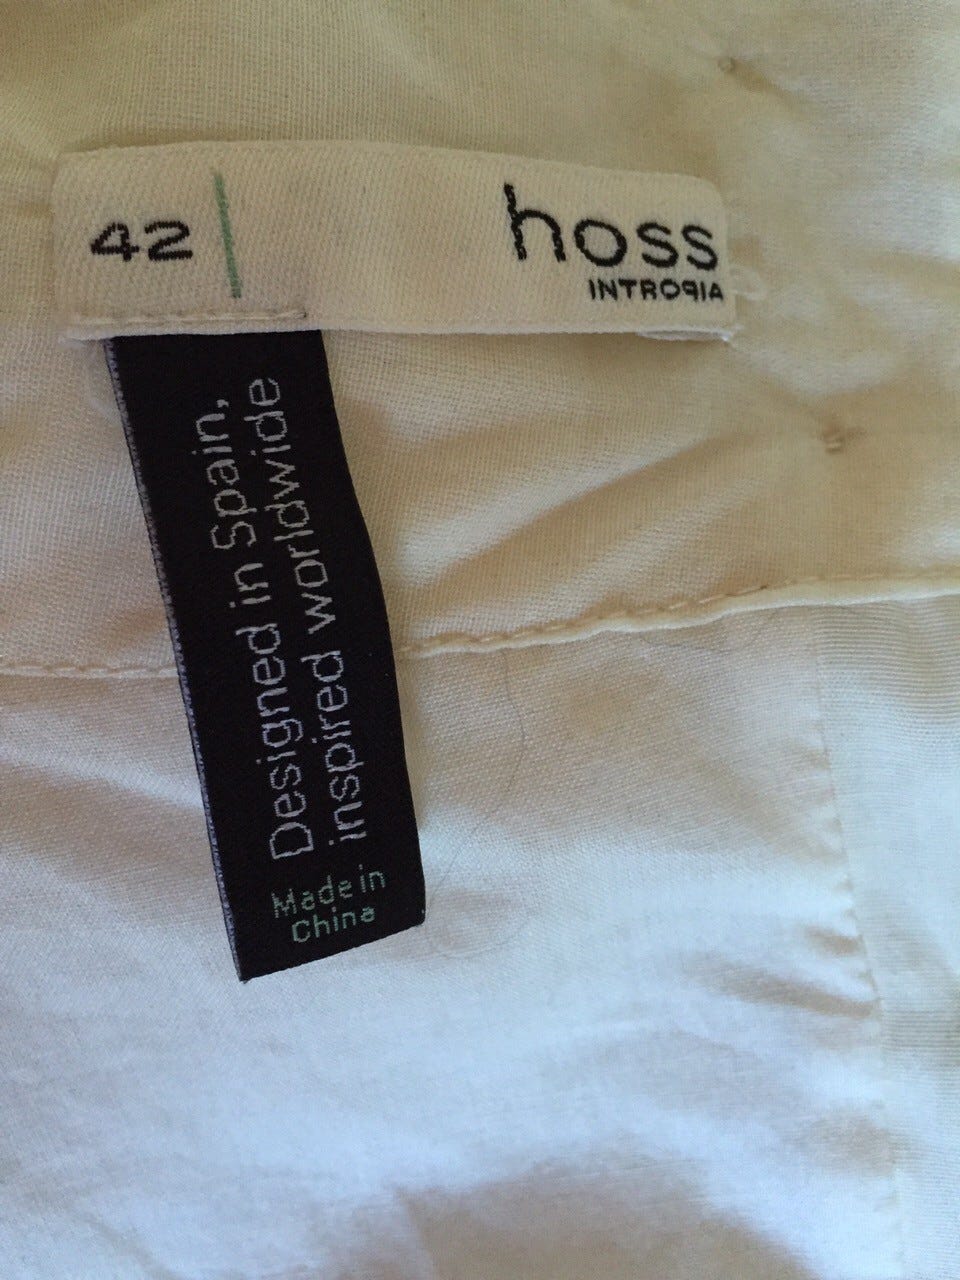 42
hoss
INTROPIA
Designed in Spain,
inspired worldwide
Made in
China